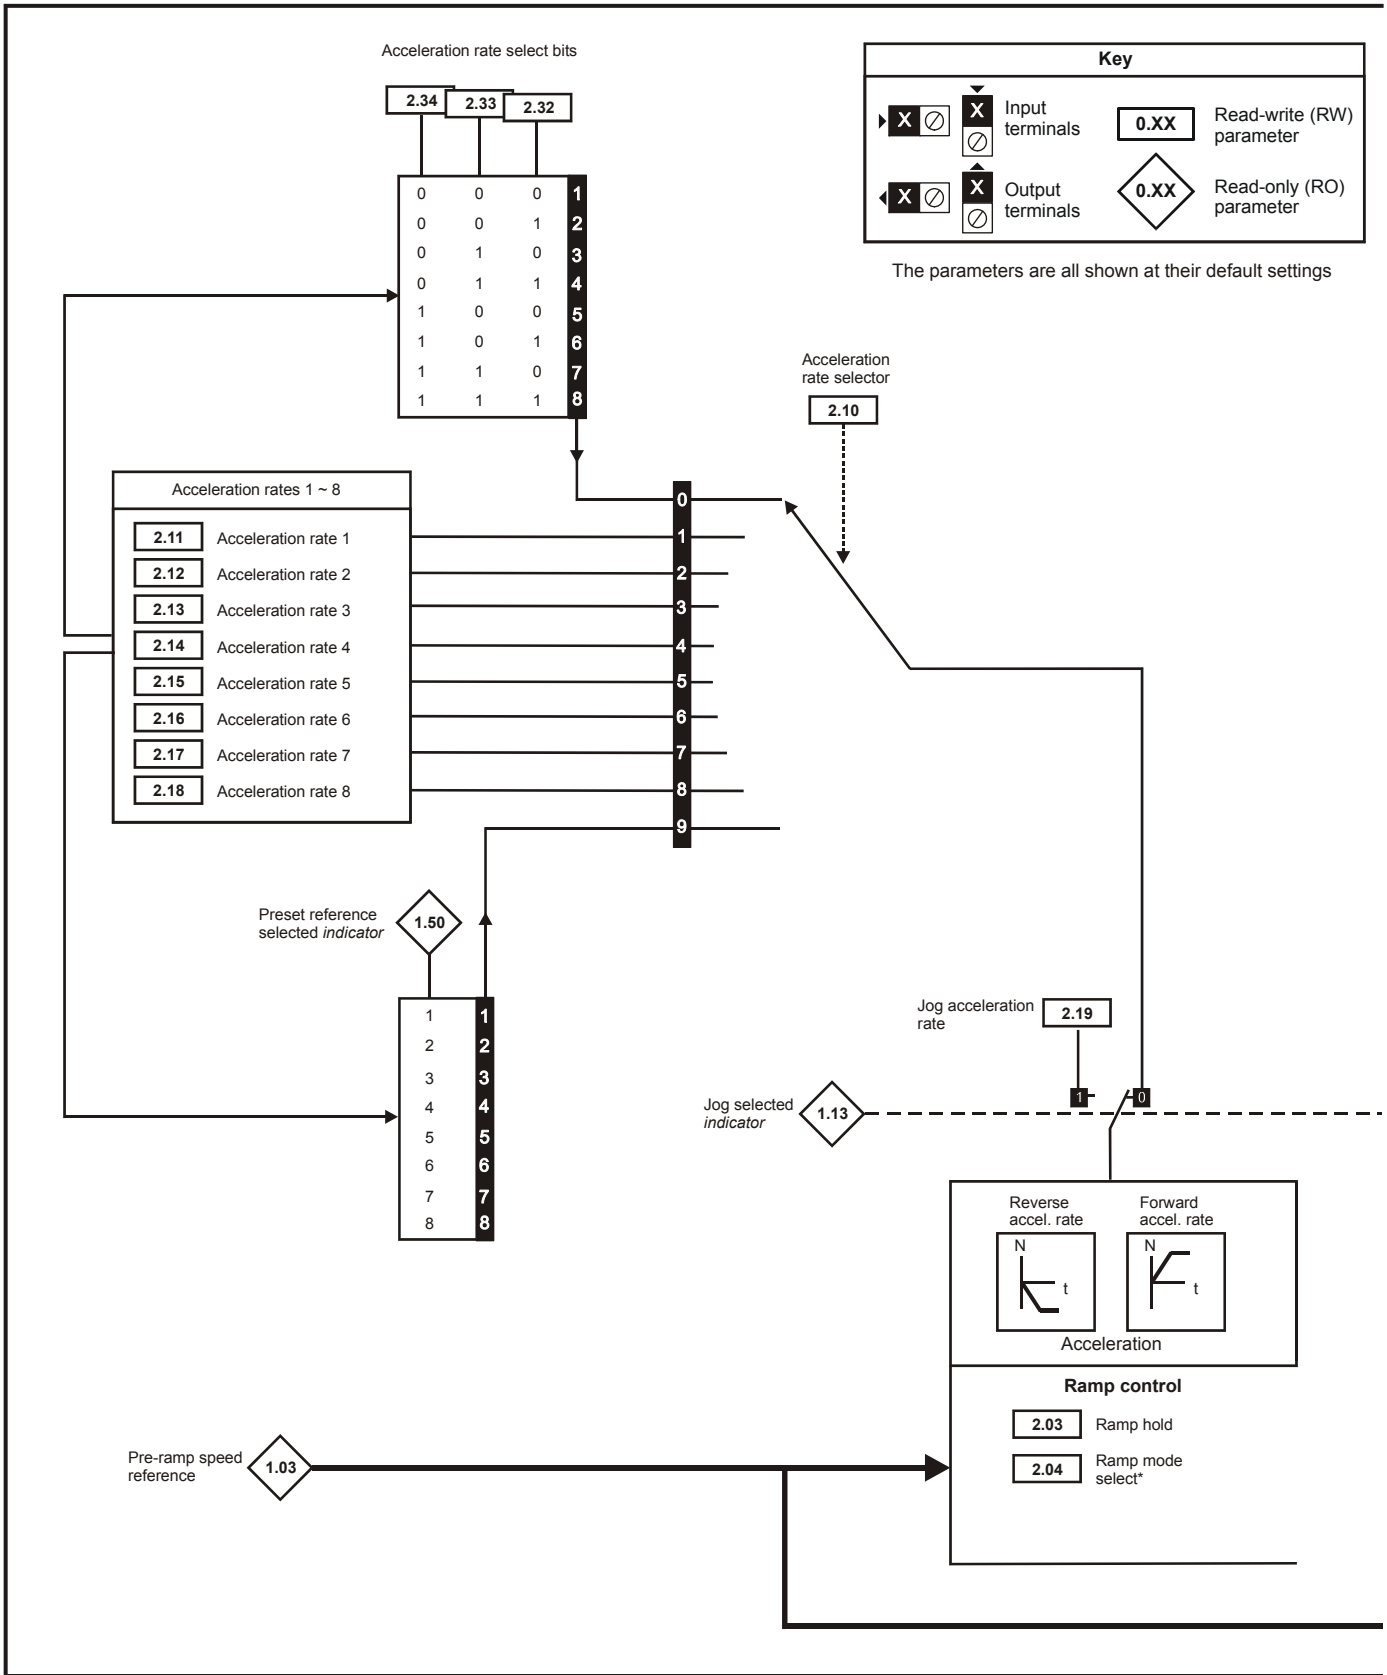 Acceleration rate select bits
2.34 2.33 2.32
0 0 0 1
0 0 1 2
0 1 0 3
0 1 1 4
1 0 0 5
1 0 1 6
1 1 0 7
1 1 1 8
Key
X X Input
terminals
0.XX Read-write (RW)
parameter
X X Output
terminals
0.XX Read-only (RO)
parameter
The parameters are all shown at their default settings
Acceleration
rate selector
2.10
Acceleration rates 1 ~ 8
2.11 Acceleration rate 1
2.12 Acceleration rate 2
2.13 Acceleration rate 3
2.14 Acceleration rate 4
2.15 Acceleration rate 5
2.16 Acceleration rate 6
2.17 Acceleration rate 7
2.18 Acceleration rate 8
0
1
2
3
4
5
6
7
8
9
Preset reference
selected indicator
1.50
1 1
2 2
3 3
4 4
5 5
6 6
7 7
8 8
Jog acceleration
rate
2.19
1 0
Jog selected
indicator
1.13
Reverse
accel. rate
N
t
Forward
accel. rate
N
t
Acceleration
Ramp control
2.03 Ramp hold
2.04 Ramp mode
select*
Pre-ramp speed
reference
1.03